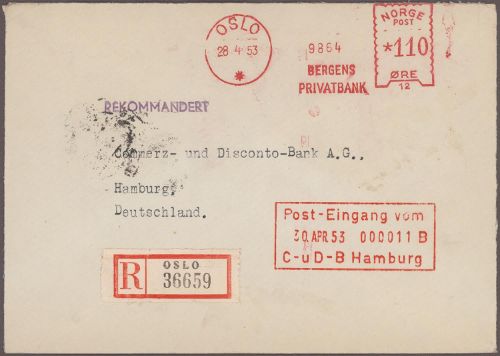 OSLO
28 • 4 • 53
9864
BERGENS
PRIVATBANK
NORGE
POST
*110
ØRE
12
REKOMMANDERT
Commerz- und Disconto-Bank A.G.,
Hamburg,
Deutschland.
Post-Eingang vom
30.APR.53 000011 B
C-uD-B Hamburg
R OSLO
36659